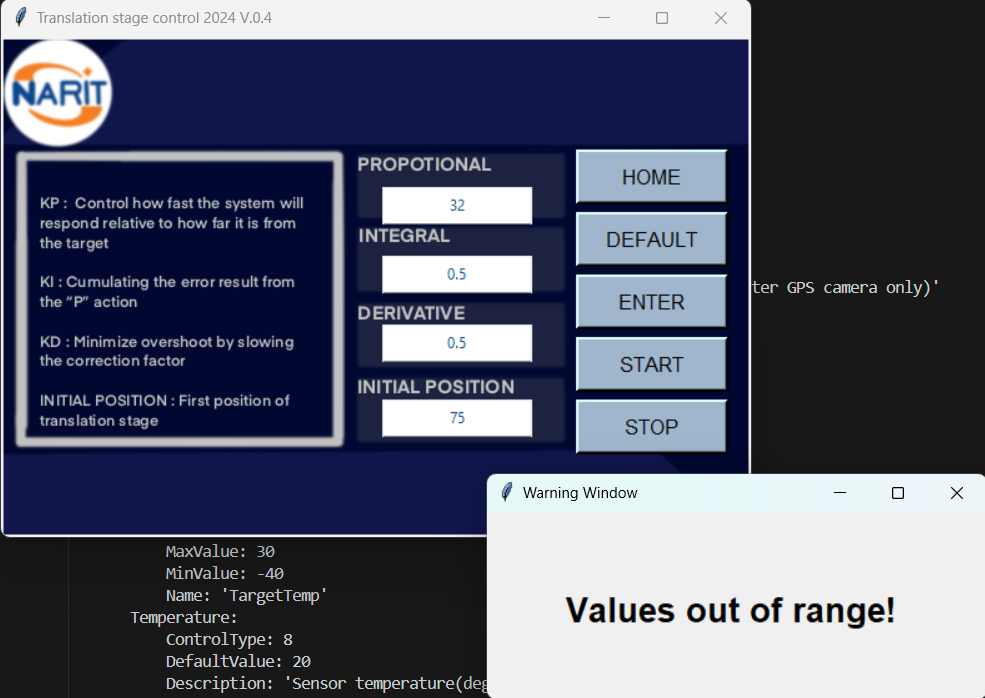 Translation stage control 2024 V.0.4
NARIT
KP : Control how fast the system will
respond relative to how far it is from
the target
KI : Cumulating the error result from
the “P” action
KD : Minimize overshoot by slowing
the correction factor
INITIAL POSITION : First position of
translation stage
PROPOTIONAL
32
INTEGRAL
0.5
DERIVATIVE
0.5
INITIAL POSITION
75
HOME
DEFAULT
ENTER
START
STOP
ter GPS camera only)'
Warning Window
Values out of range!
MaxValue: 30
MinValue: -40
Name: 'TargetTemp'
Temperature:
ControlType: 8
DefaultValue: 20
Description: 'Sensor temperature(deg